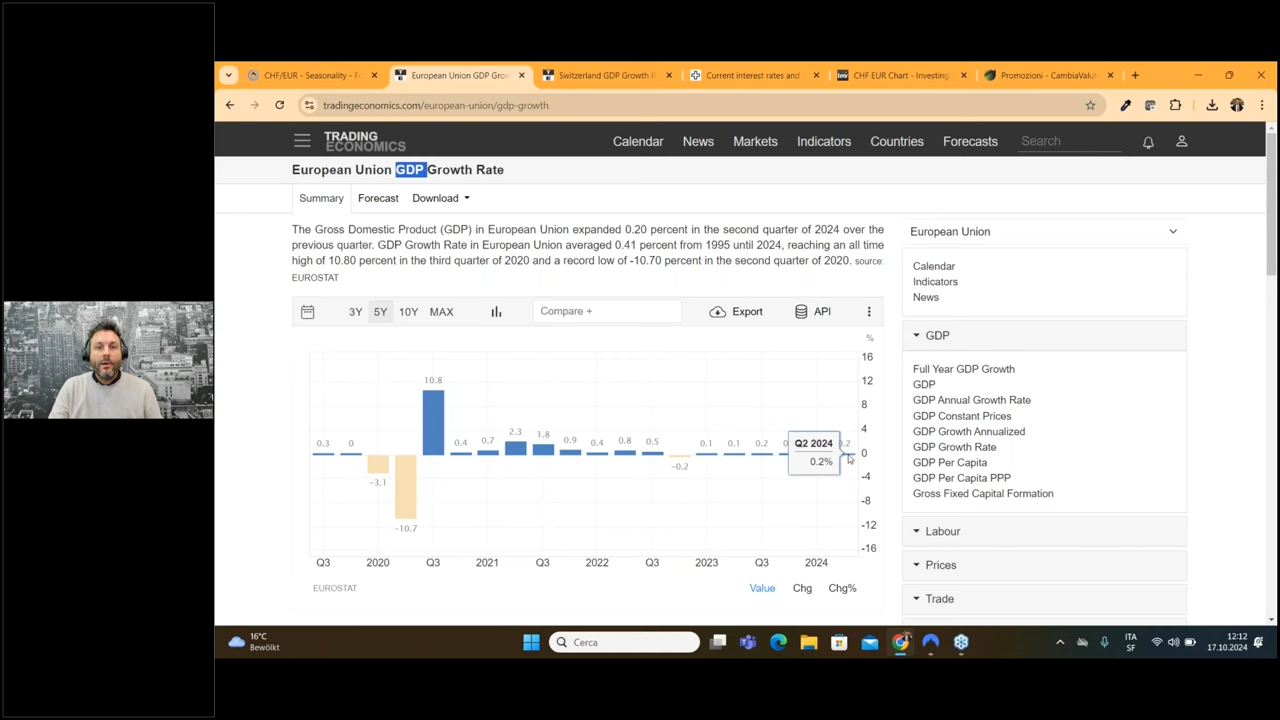 CHF/EUR - Seasonality - Fo
European Union GDP Gro
Switzerland GDP Growth R
Current interest rates and
CHF EUR Chart - Investing
Promozioni - CambiaValut
tradingeconomics.com/european-union/gdp-growth
TRADING
ECONOMICS
Calendar News Markets Indicators Countries Forecasts Search
European Union GDP Growth Rate
Summary Forecast Download
The Gross Domestic Product (GDP) in European Union expanded 0.20 percent in the second quarter of 2024 over the
previous quarter. GDP Growth Rate in European Union averaged 0.41 percent from 1995 until 2024, reaching an all time
high of 10.80 percent in the third quarter of 2020 and a record low of -10.70 percent in the second quarter of 2020. source:
EUROSTAT
3Y 5Y 10Y MAX Compare + Export API
%
16
12
8
4
0
-4
-8
-12
-16
0.3 0 -3.1 -10.7 10.8 0.4 0.7 2.3 1.8 0.9 0.4 0.8 0.5 -0.2 0.1 0.1 0.2
Q2 2024
0.2%
Q3 2020 Q3 2021 Q3 2022 Q3 2023 Q3 2024
EUROSTAT
Value Chg Chg%
European Union
Calendar
Indicators
News
GDP
Full Year GDP Growth
GDP
GDP Annual Growth Rate
GDP Constant Prices
GDP Growth Annualized
GDP Growth Rate
GDP Per Capita
GDP Per Capita PPP
Gross Fixed Capital Formation
Labour
Prices
Trade
16°C
Bewölkt
Cerca
ITA
SF
12:12
17.10.2024